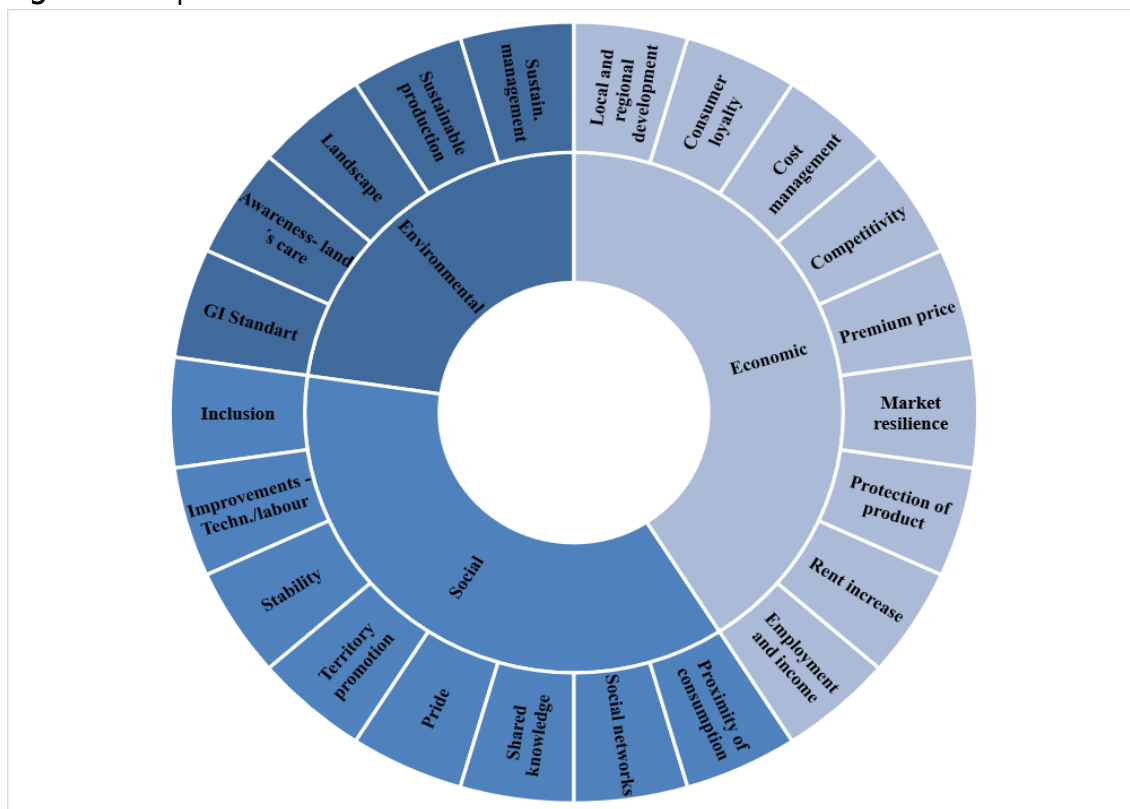 Local and
regional
development
Consumer
loyalty
Cost
management
Competitivity
Premium price
Market
resilience
Protection of
product
Rent increase
Employment
and income
Proximity of
consumption
Social networks
Shared
knowledge
Pride
Territory
promotion
Stability
Improvements -
Techn./labour
Inclusion
GI Standart
Awareness- land
´s care
Landscape
Sustainable
production
Sustain.
management
Economic
Social
Environmental